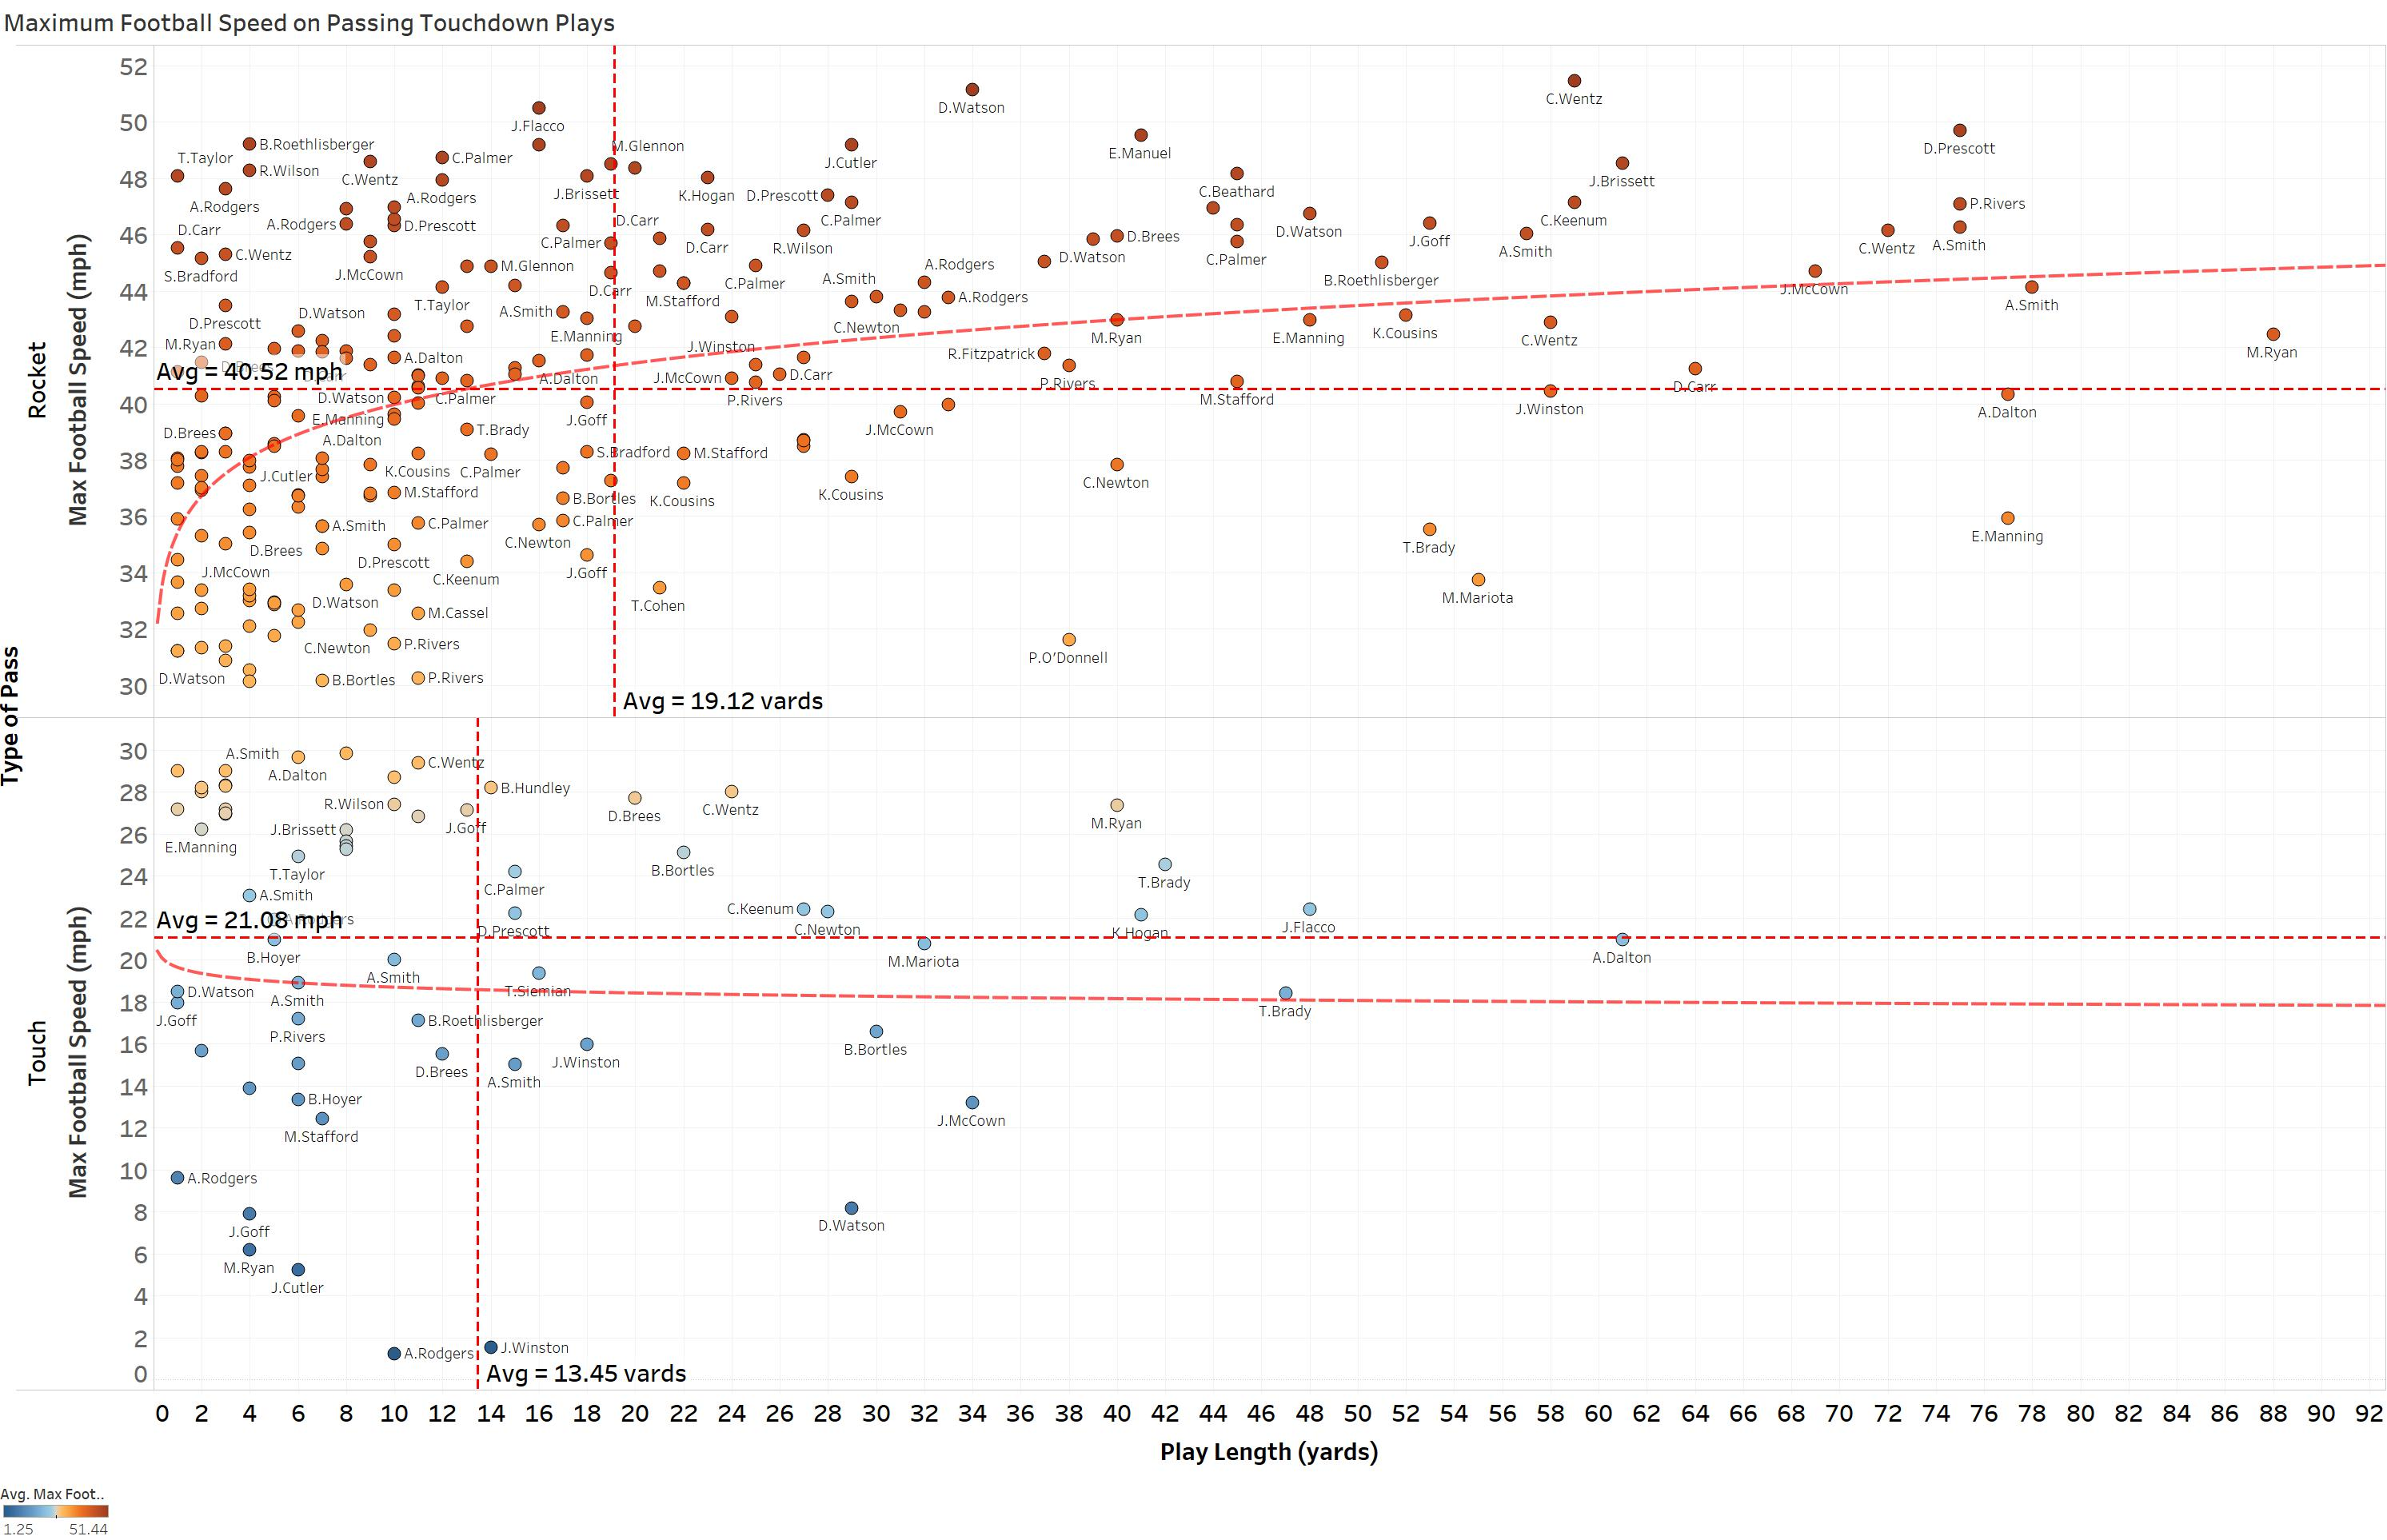 Maximum Football Speed on Passing Touchdown Plays
Type of Pass
Rocket
Max Football Speed (mph)
52
50
48
46
44
42
40
38
36
34
32
30
D.Watson
C.Wentz
J.Flacco
E.Manuel
D.Prescott
T.Taylor
B.Roethlisberger
M.Glennon
C.Palmer
J.Cutler
R.Wilson
C.Wentz
J.Brissett
C.Beathard
J.Brissett
A.Rodgers
A.Rodgers
K.Hogan
D.Prescott
P.Rivers
A.Rodgers
D.Prescott
D.Carr
C.Palmer
D.Watson
C.Keenum
D.Carr
C.Palmer
D.Carr
R.Wilson
D.Brees
J.Goff
A.Smith
C.Wentz
A.Smith
C.Wentz
D.Watson
C.Palmer
S.Bradford
J.McCown
M.Glennon
C.Palmer
A.Smith
A.Rodgers
B.Roethlisberger
D.Carr
M.Stafford
J.McCown
T.Taylor
A.Rodgers
A.Smith
D.Watson
A.Smith
D.Prescott
C.Newton
E.Manning
M.Ryan
E.Manning
K.Cousins
C.Wentz
M.Ryan
M.Ryan
J.Winston
R.Fitzpatrick
A.Dalton
Avg = 40.52 mph
A.Dalton
J.McCown
D.Carr
P.Rivers
D.Carr
D.Watson
C.Palmer
P.Rivers
M.Stafford
J.Winston
A.Dalton
E.Manning
J.Goff
D.Brees
A.Dalton
T.Brady
J.McCown
S.Bradford
M.Stafford
J.Cutler
K.Cousins
C.Palmer
C.Newton
M.Stafford
B.Bortles
K.Cousins
K.Cousins
A.Smith
C.Palmer
C.Palmer
D.Brees
C.Newton
T.Brady
E.Manning
J.McCown
D.Prescott
C.Keenum
J.Goff
D.Watson
M.Cassel
T.Cohen
M.Mariota
C.Newton
P.Rivers
P.O'Donnell
D.Watson
B.Bortles
P.Rivers
Avg = 19.12 yards
Touch
Max Football Speed (mph)
30
28
26
24
22
20
18
16
14
12
10
8
6
4
2
0
A.Smith
A.Dalton
C.Wentz
B.Hundley
R.Wilson
D.Brees
C.Wentz
M.Ryan
J.Brissett
J.Goff
E.Manning
T.Taylor
B.Bortles
T.Brady
A.Smith
C.Palmer
C.Keenum
A.Rodgers
Avg = 21.08 mph
D.Prescott
C.Newton
K.Hogan
J.Flacco
B.Hoyer
A.Smith
M.Mariota
A.Dalton
D.Watson
A.Smith
T.Siemian
T.Brady
J.Goff
P.Rivers
B.Roethlisberger
D.Brees
A.Smith
J.Winston
B.Bortles
B.Hoyer
M.Stafford
J.McCown
A.Rodgers
J.Goff
D.Watson
M.Ryan
J.Cutler
A.Rodgers
J.Winston
Avg = 13.45 yards
0 2 4 6 8 10 12 14 16 18 20 22 24 26 28 30 32 34 36 38 40 42 44 46 48 50 52 54 56 58 60 62 64 66 68 70 72 74 76 78 80 82 84 86 88 90 92
Play Length (yards)
Avg. Max Foot..
1.25 51.44